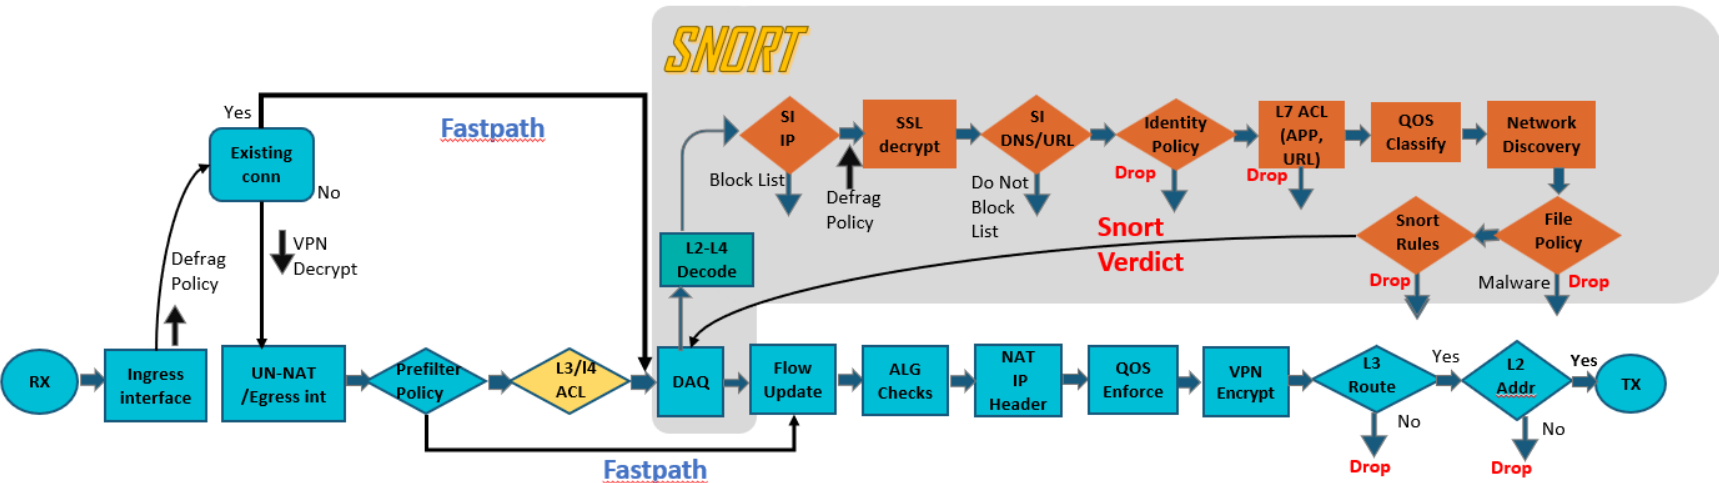 SNORT
Yes
Fastpath
Existing
conn
No
VPN
Decrypt
Defrag
Policy
SI
IP
SSL
decrypt
SI
DNS/URL
Identity
Policy
L7 ACL
(APP,
URL)
QOS
Classify
Network
Discovery
Block List
Defrag
Policy
Do Not
Block
List
Drop
Drop
Snort
Rules
File
Policy
Drop
Malware
Drop
Snort
Verdict
L2-L4
Decode
RX
Ingress
interface
UN-NAT
/Egress int
Prefilter
Policy
L3/l4
ACL
DAQ
Flow
Update
ALG
Checks
NAT
IP
Header
QOS
Enforce
VPN
Encrypt
L3
Route
Yes
L2
Addr
Yes
TX
No
Drop
No
Drop
Fastpath